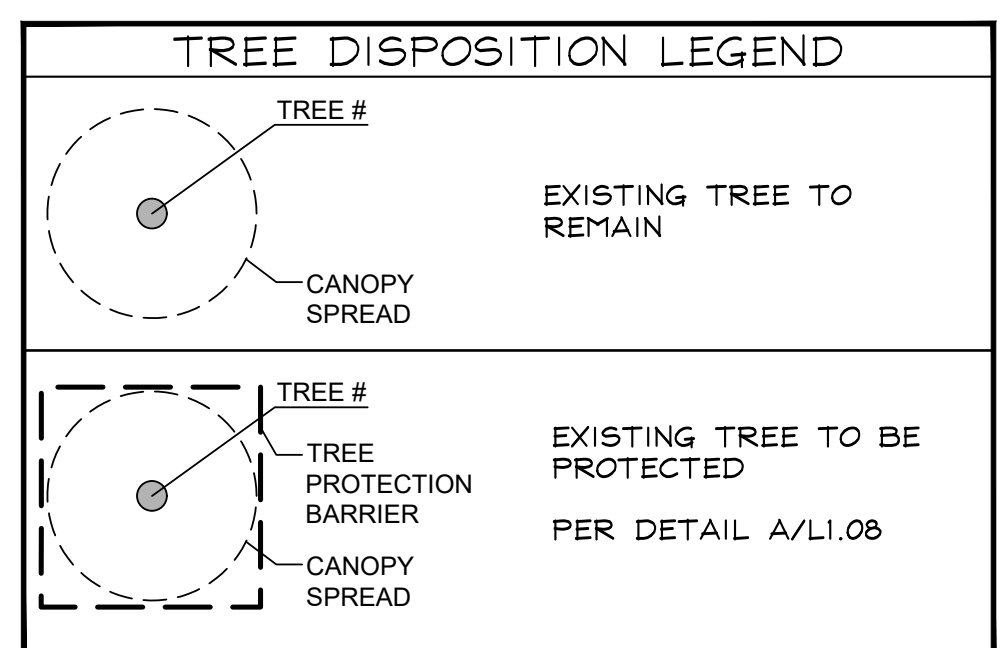 TREE DISPOSITION LEGEND
TREE #
CANOPY
SPREAD
EXISTING TREE TO
REMAIN
TREE #
TREE
PROTECTION
BARRIER
CANOPY
SPREAD
EXISTING TREE TO BE
PROTECTED
PER DETAIL A/L1.08